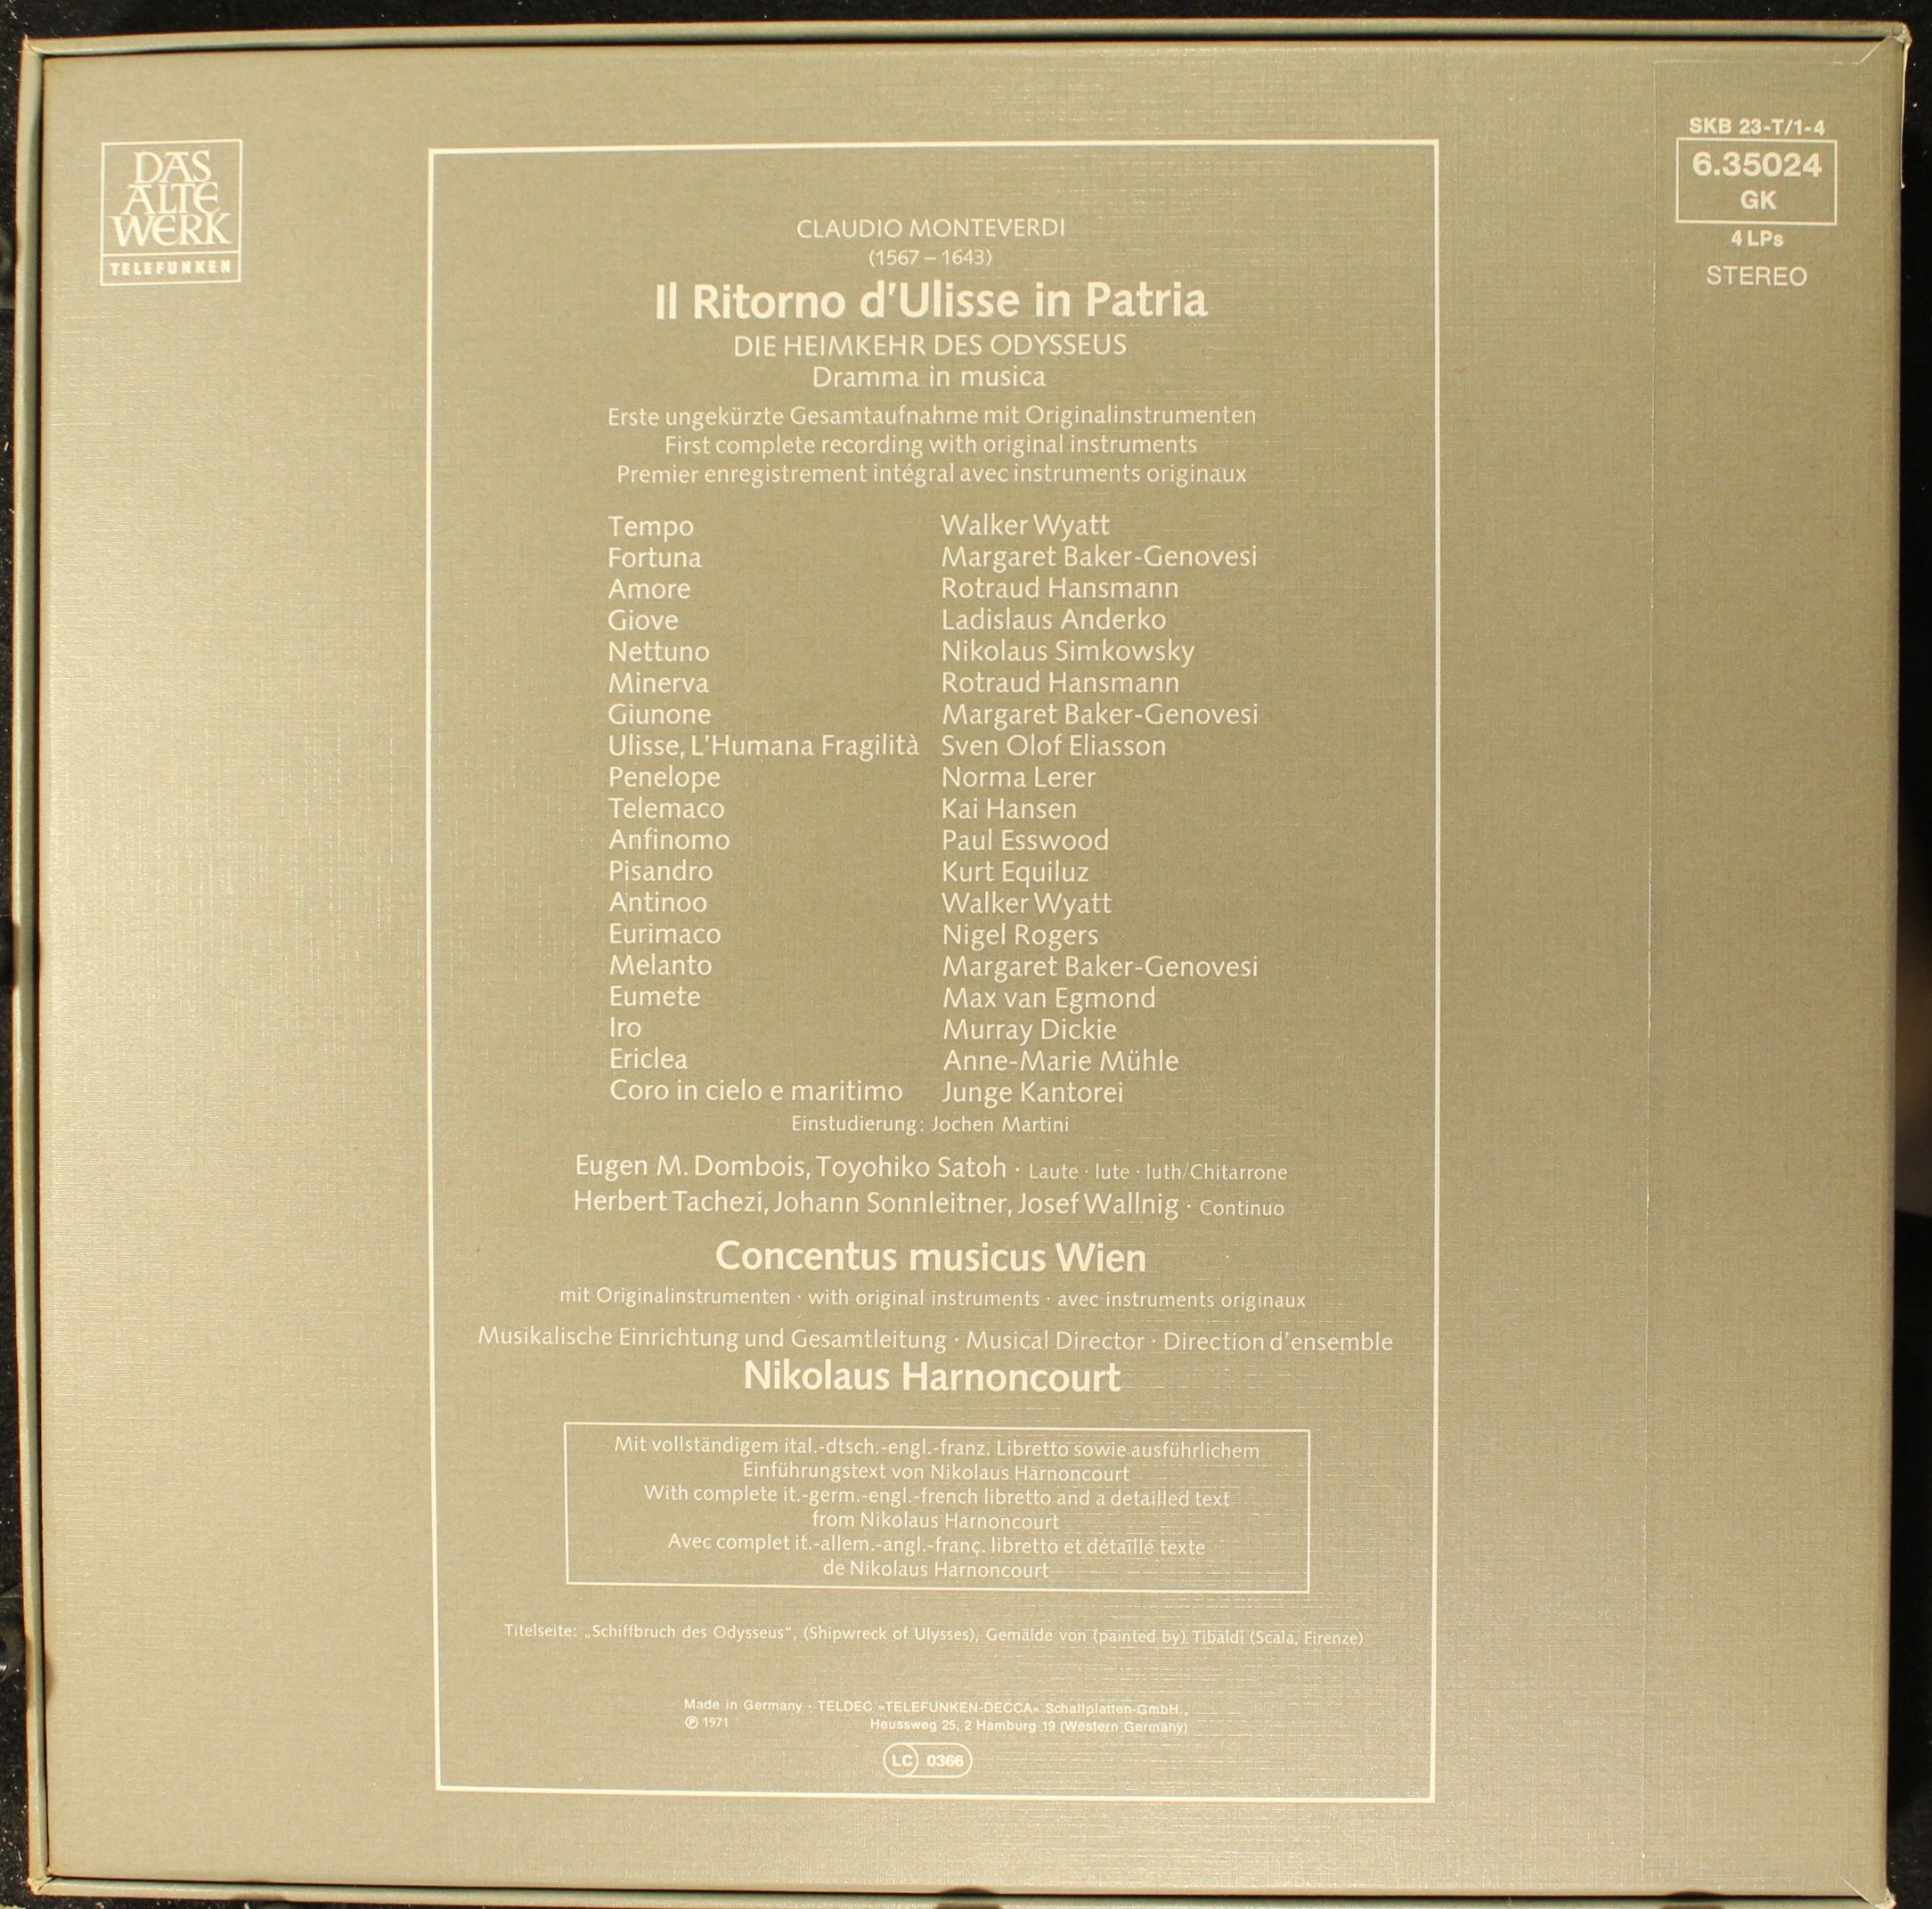 DAS
ALTE
WERK
TELEFUNKEN
SKB 23-T/1-4
6.35024
GK
4 LPs
STEREO
CLAUDIO MONTEVERDI
(1567 – 1643)
Il Ritorno d'Ulisse in Patria
DIE HEIMKEHR DES ODYSSEUS
Dramma in musica
Erste ungekürzte Gesamtaufnahme mit Originalinstrumenten
First complete recording with original instruments
Premier enregistrement intégral avec instruments originaux
Tempo Walker Wyatt
Fortuna Margaret Baker-Genovesi
Amore Rotraud Hansmann
Giove Ladislaus Anderko
Nettuno Nikolaus Simkowsky
Minerva Rotraud Hansmann
Giunone Margaret Baker-Genovesi
Ulisse, L'Humana Fragilità Sven Olof Eliasson
Penelope Norma Lerer
Telemaco Kai Hansen
Anfinomo Paul Esswood
Pisandro Kurt Equiluz
Antinoo Walker Wyatt
Eurimaco Nigel Rogers
Melanto Margaret Baker-Genovesi
Eumete Max van Egmond
Iro Murray Dickie
Ericlea Anne-Marie Mühle
Coro in cielo e maritimo Junge Kantorei
Einstudierung: Jochen Martini
Eugen M. Dombois, Toyohiko Satoh · Laute · lute · luth/Chitarrone
Herbert Tachezi, Johann Sonnleitner, Josef Wallnig · Continuo
Concentus musicus Wien
mit Originalinstrumenten · with original instruments · avec instruments originaux
Musikalische Einrichtung und Gesamtleitung · Musical Director · Direction d'ensemble
Nikolaus Harnoncourt
Mit vollständigem ital.-dtsch.-engl.-franz. Libretto sowie ausführlichem
Einführungstext von Nikolaus Harnoncourt
With complete it.-germ.-engl.-french libretto and a detailled text
from Nikolaus Harnoncourt
Avec complet it.-allem.-angl.-franç. libretto et détaillé texte
de Nikolaus Harnoncourt
Titelseite: „Schiffbruch des Odysseus", (Shipwreck of Ulysses), Gemälde von (painted by) Tibaldi (Scala, Firenze)
Made in Germany · TELDEC »TELEFUNKEN-DECCA« Schallplatten-GmbH.,
℗ 1971 Heussweg 25, 2 Hamburg 19 (Western Germany)
LC 0366